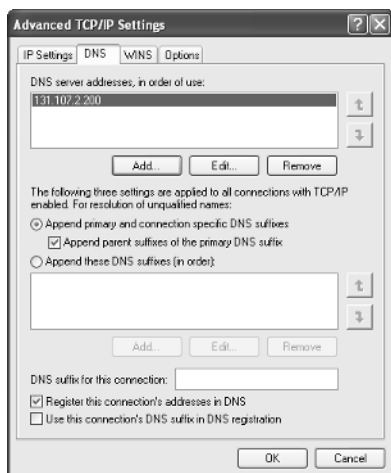 Advanced TCP/IP Settings
IP Settings DNS WINS Options
DNS server addresses, in order of use:
131.107.2.200
Add... Edit... Remove
The following three settings are applied to all connections with TCP/IP
enabled. For resolution of unqualified names:
Append primary and connection specific DNS suffixes
Append parent suffixes of the primary DNS suffix
Append these DNS suffixes (in order):
Add... Edit... Remove
DNS suffix for this connection:
Register this connection's addresses in DNS
Use this connection's DNS suffix in DNS registration
OK Cancel